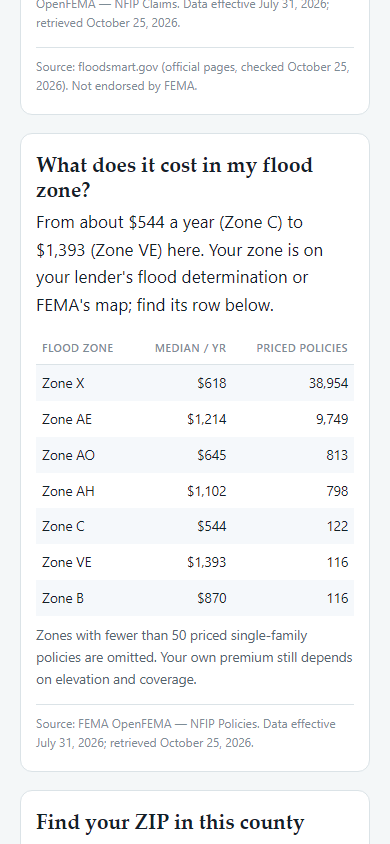 OpenFEMA — NFIP Claims. Data effective July 31, 2026;
retrieved October 25, 2026.
Source: floodsmart.gov (official pages, checked October 25,
2026). Not endorsed by FEMA.
What does it cost in my flood
zone?
From about $544 a year (Zone C) to
$1,393 (Zone VE) here. Your zone is on
your lender's flood determination or
FEMA's map; find its row below.
FLOOD ZONE MEDIAN / YR PRICED POLICIES
Zone X $618 38,954
Zone AE $1,214 9,749
Zone AO $645 813
Zone AH $1,102 798
Zone C $544 122
Zone VE $1,393 116
Zone B $870 116
Zones with fewer than 50 priced single-family
policies are omitted. Your own premium still depends
on elevation and coverage.
Source: FEMA OpenFEMA — NFIP Policies. Data effective
July 31, 2026; retrieved October 25, 2026.
Find your ZIP in this county